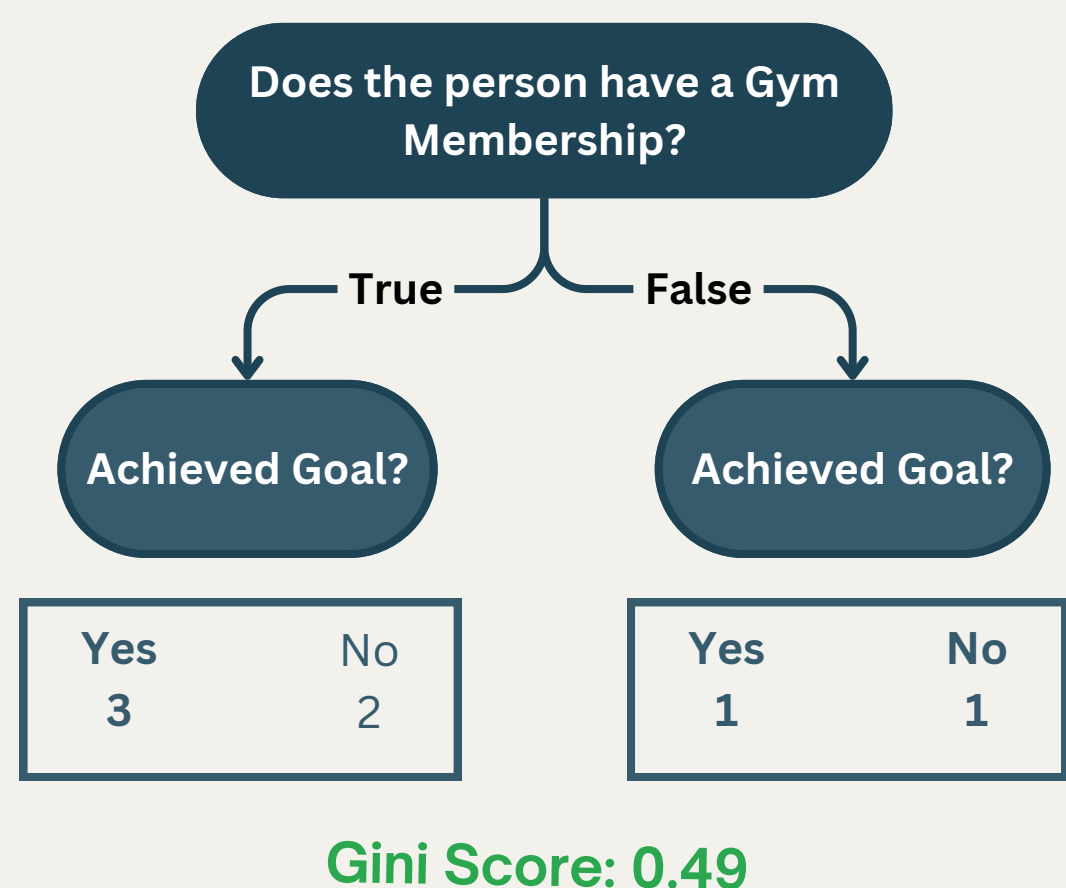 Does the person have a Gym
Membership?
True
False
Achieved Goal?
Achieved Goal?
Yes No
3 2
Yes No
1 1
Gini Score: 0.49